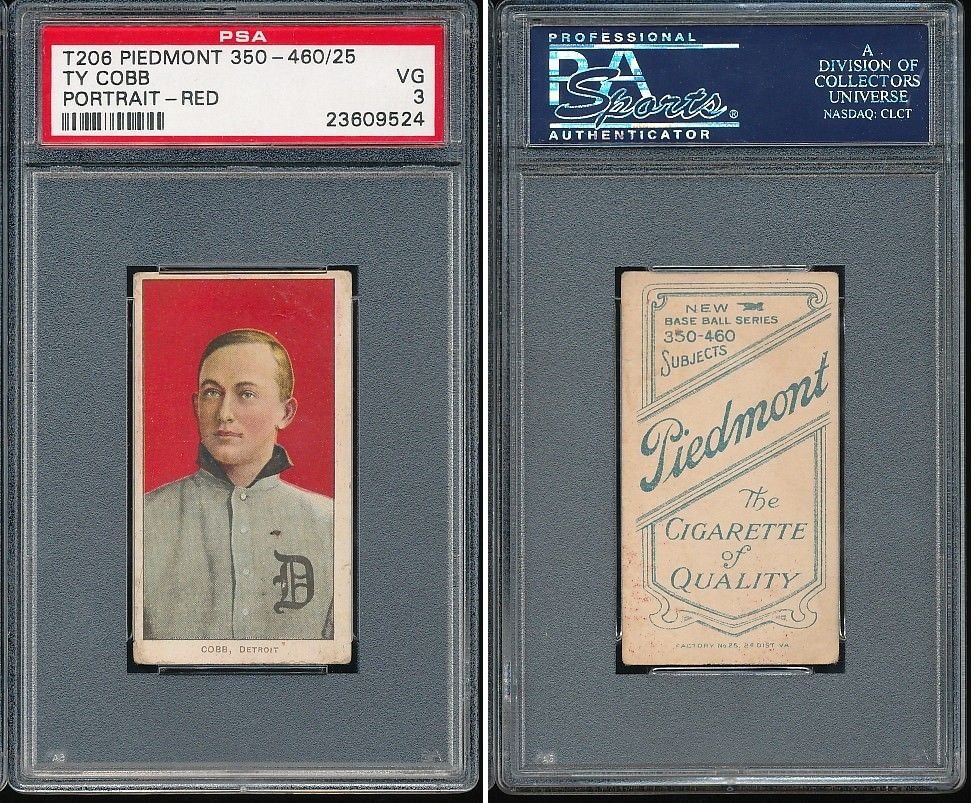 PSA
T206 PIEDMONT 350-460/25
TY COBB VG
PORTRAIT-RED 3
23609524
D
COBB, DETROIT
PROFESSIONAL
PSA
Sports®
AUTHENTICATOR
A
DIVISION OF
COLLECTORS
UNIVERSE
NASDAQ: CLCT
NEW
BASE BALL SERIES
350-460
SUBJECTS
Piedmont
The
CIGARETTE
of
QUALITY
FACTORY No 25, 2d DIST. VA.